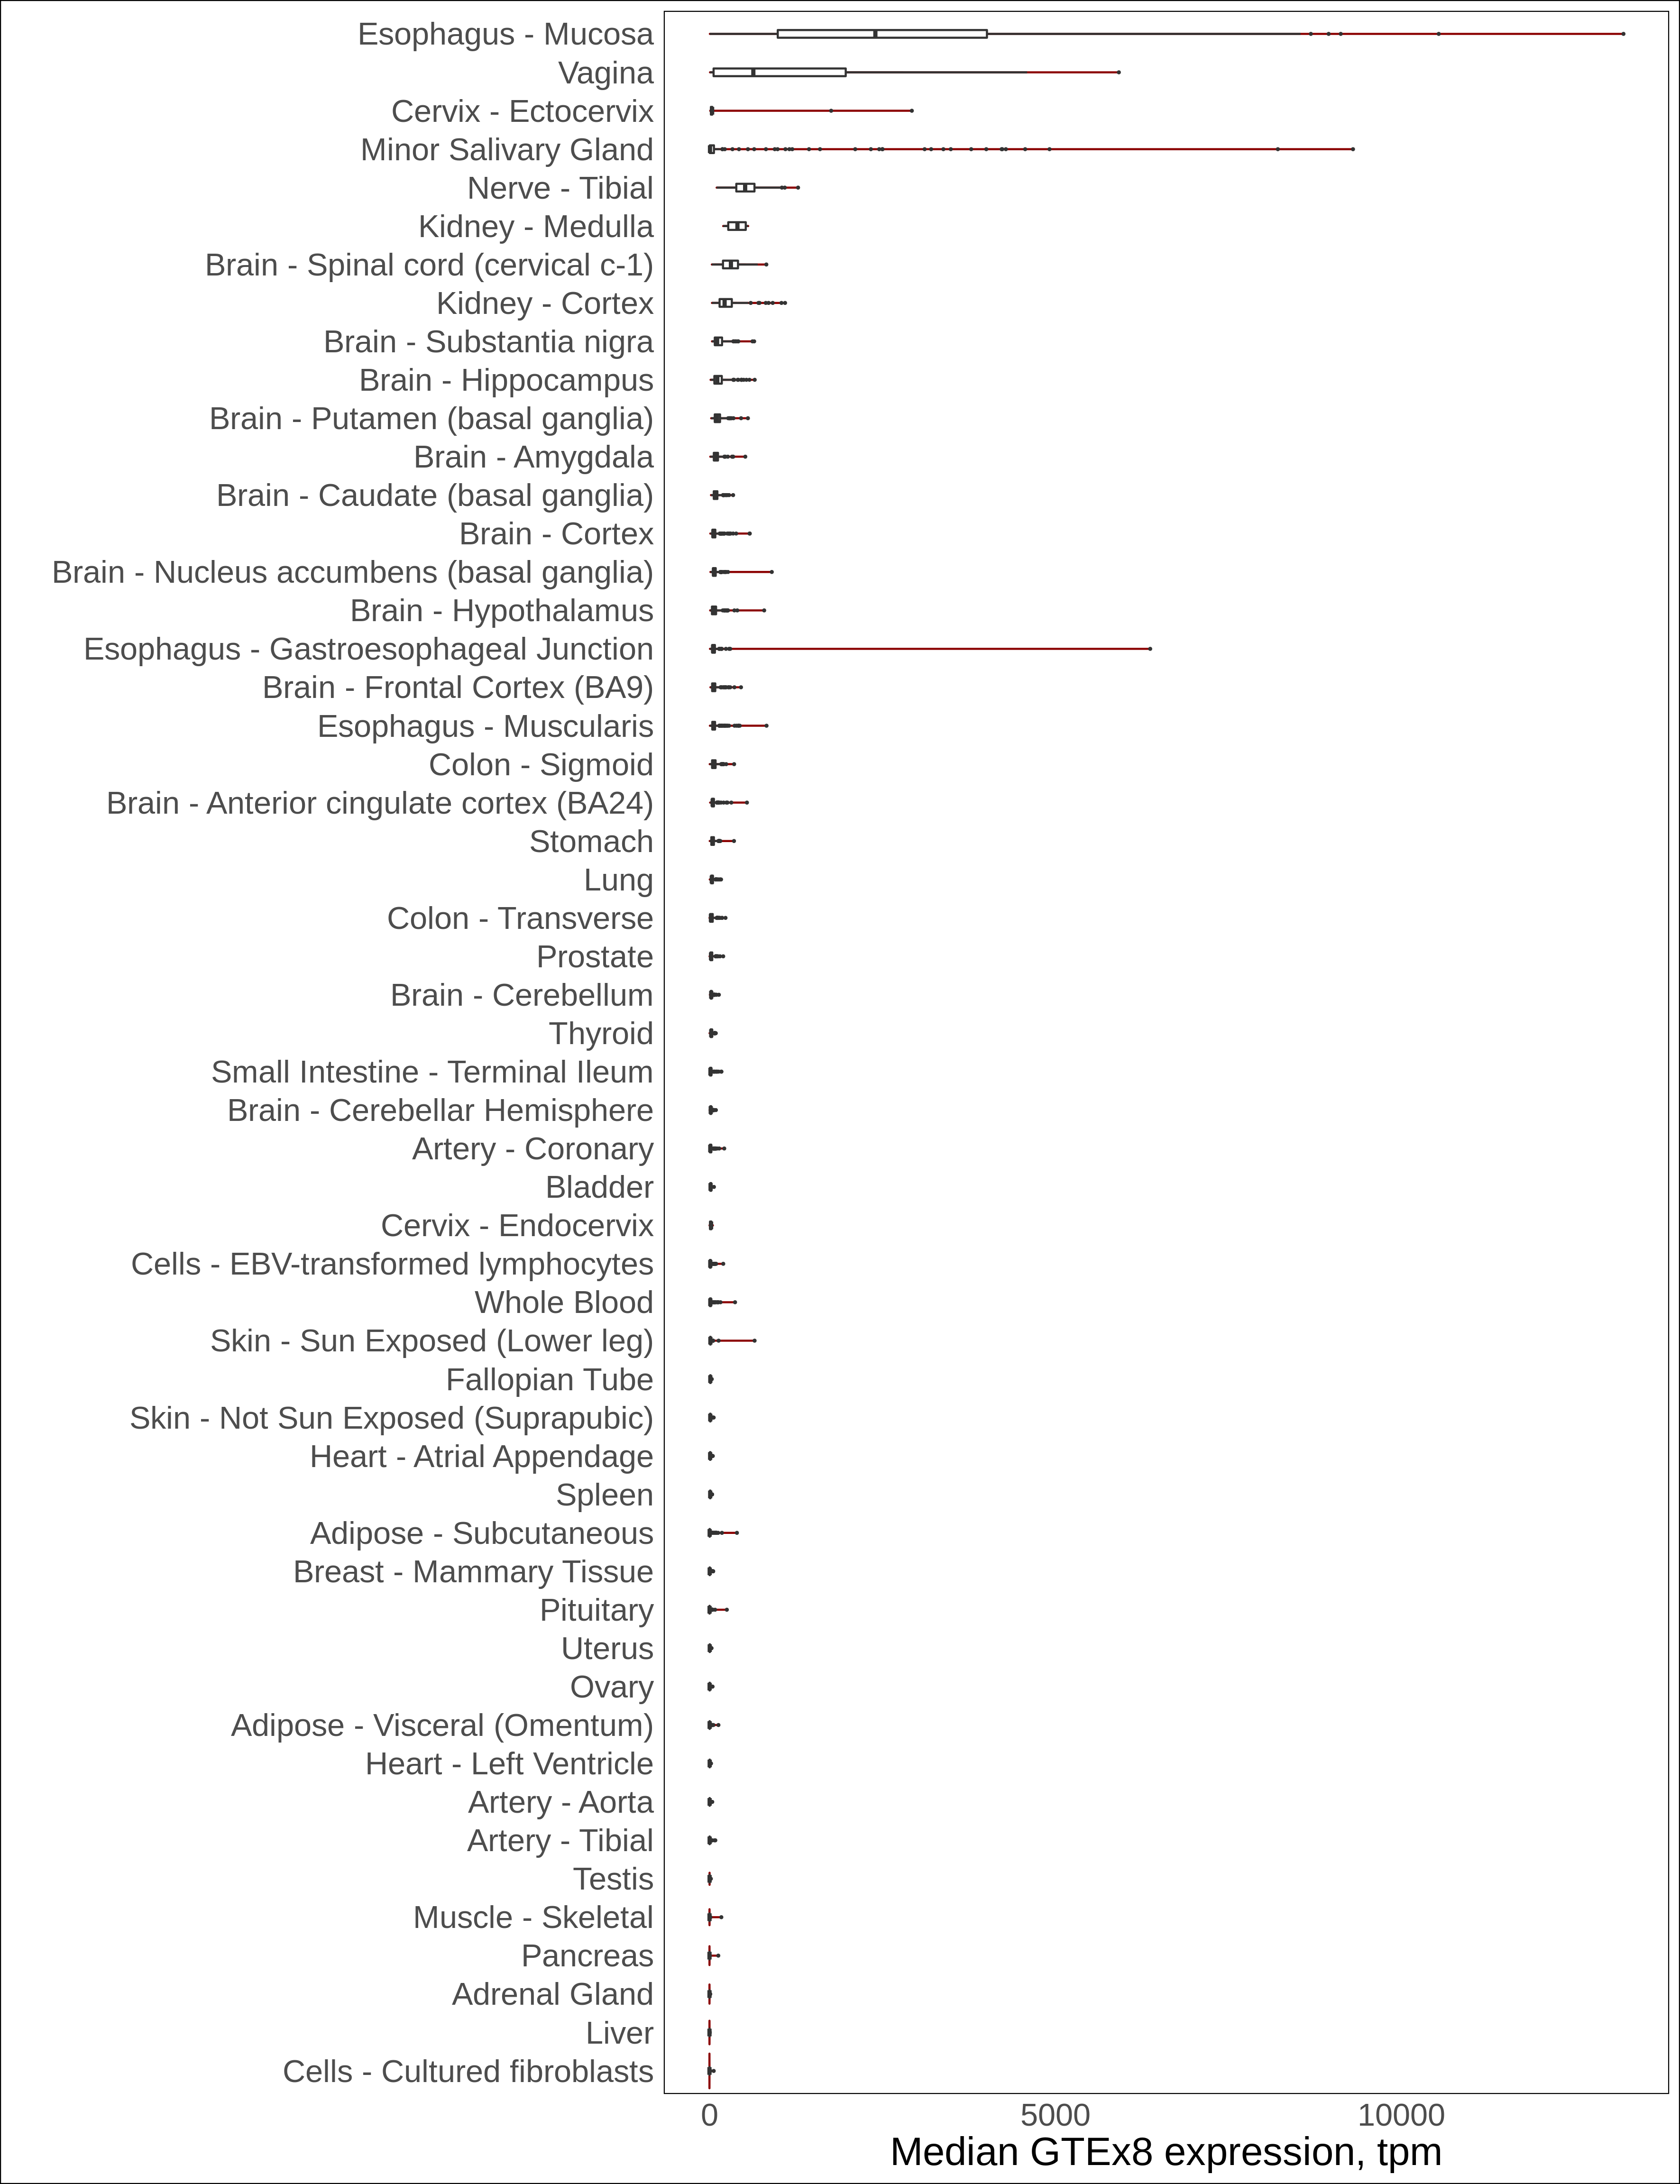 Esophagus - Mucosa
Vagina
Cervix - Ectocervix
Minor Salivary Gland
Nerve - Tibial
Kidney - Medulla
Brain - Spinal cord (cervical c-1)
Kidney - Cortex
Brain - Substantia nigra
Brain - Hippocampus
Brain - Putamen (basal ganglia)
Brain - Amygdala
Brain - Caudate (basal ganglia)
Brain - Cortex
Brain - Nucleus accumbens (basal ganglia)
Brain - Hypothalamus
Esophagus - Gastroesophageal Junction
Brain - Frontal Cortex (BA9)
Esophagus - Muscularis
Colon - Sigmoid
Brain - Anterior cingulate cortex (BA24)
Stomach
Lung
Colon - Transverse
Prostate
Brain - Cerebellum
Thyroid
Small Intestine - Terminal Ileum
Brain - Cerebellar Hemisphere
Artery - Coronary
Bladder
Cervix - Endocervix
Cells - EBV-transformed lymphocytes
Whole Blood
Skin - Sun Exposed (Lower leg)
Fallopian Tube
Skin - Not Sun Exposed (Suprapubic)
Heart - Atrial Appendage
Spleen
Adipose - Subcutaneous
Breast - Mammary Tissue
Pituitary
Uterus
Ovary
Adipose - Visceral (Omentum)
Heart - Left Ventricle
Artery - Aorta
Artery - Tibial
Testis
Muscle - Skeletal
Pancreas
Adrenal Gland
Liver
Cells - Cultured fibroblasts
0 5000 10000
Median GTEx8 expression, tpm